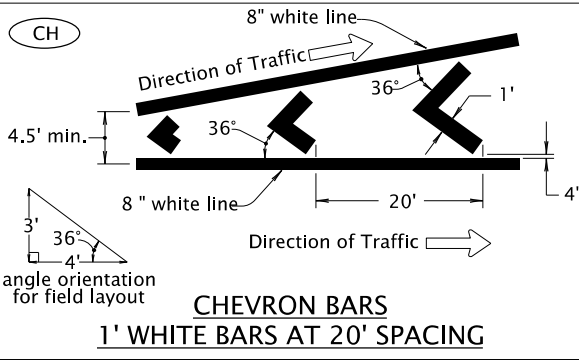 CH
8" white line
Direction of Traffic
36°
1'
4.5' min.
36°
8 " white line
20'
4'
3'
36°
4'
Direction of Traffic
angle orientation
for field layout
CHEVRON BARS
1' WHITE BARS AT 20' SPACING